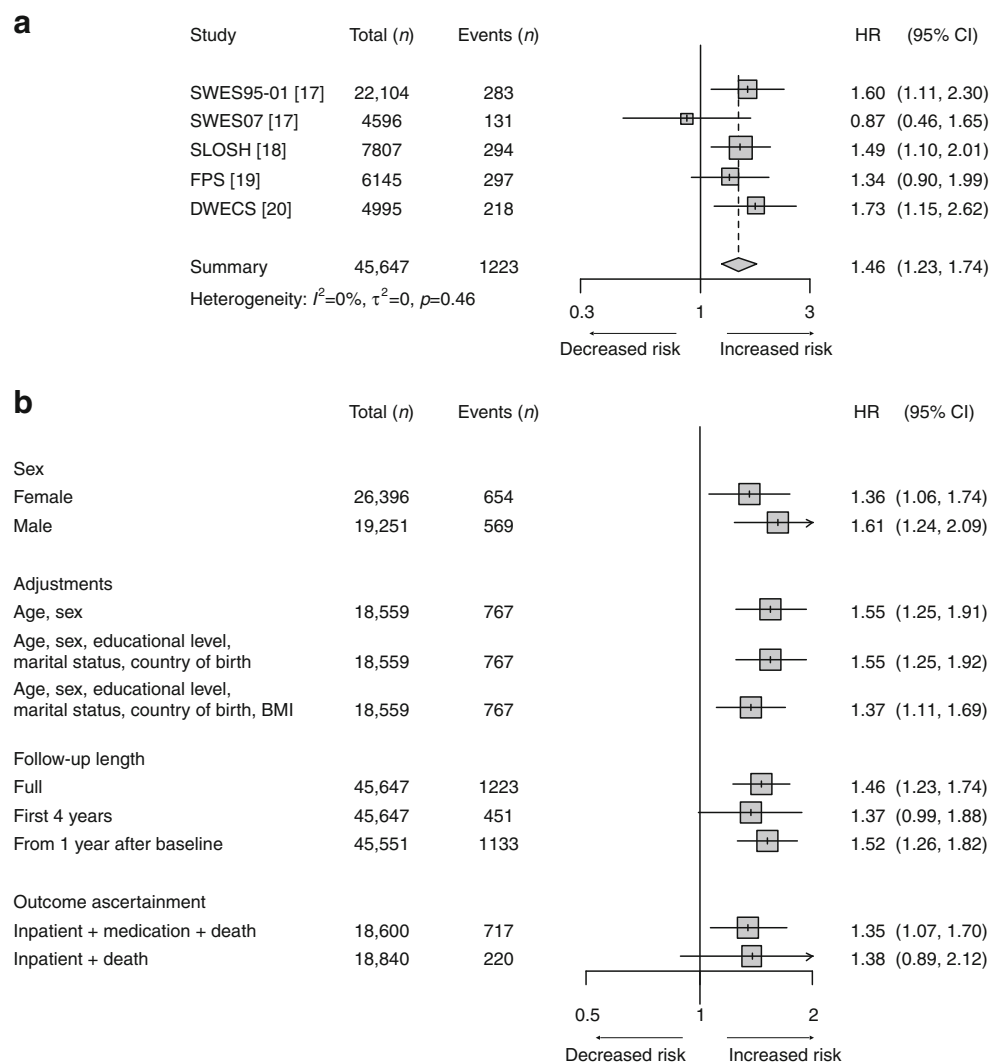 a
Study Total (n) Events (n) HR (95% CI)
SWES95-01 [17] 22,104 283 1.60 (1.11, 2.30)
SWES07 [17] 4596 131 0.87 (0.46, 1.65)
SLOSH [18] 7807 294 1.49 (1.10, 2.01)
FPS [19] 6145 297 1.34 (0.90, 1.99)
DWECS [20] 4995 218 1.73 (1.15, 2.62)
Summary 45,647 1223 1.46 (1.23, 1.74)
Heterogeneity: I²=0%, τ²=0, p=0.46
0.3 1 3
Decreased risk Increased risk
b
Total (n) Events (n) HR (95% CI)
Sex
Female 26,396 654 1.36 (1.06, 1.74)
Male 19,251 569 1.61 (1.24, 2.09)
Adjustments
Age, sex 18,559 767 1.55 (1.25, 1.91)
Age, sex, educational level,
marital status, country of birth 18,559 767 1.55 (1.25, 1.92)
Age, sex, educational level,
marital status, country of birth, BMI 18,559 767 1.37 (1.11, 1.69)
Follow-up length
Full 45,647 1223 1.46 (1.23, 1.74)
First 4 years 45,647 451 1.37 (0.99, 1.88)
From 1 year after baseline 45,551 1133 1.52 (1.26, 1.82)
Outcome ascertainment
Inpatient + medication + death 18,600 717 1.35 (1.07, 1.70)
Inpatient + death 18,840 220 1.38 (0.89, 2.12)
0.5 1 2
Decreased risk Increased risk